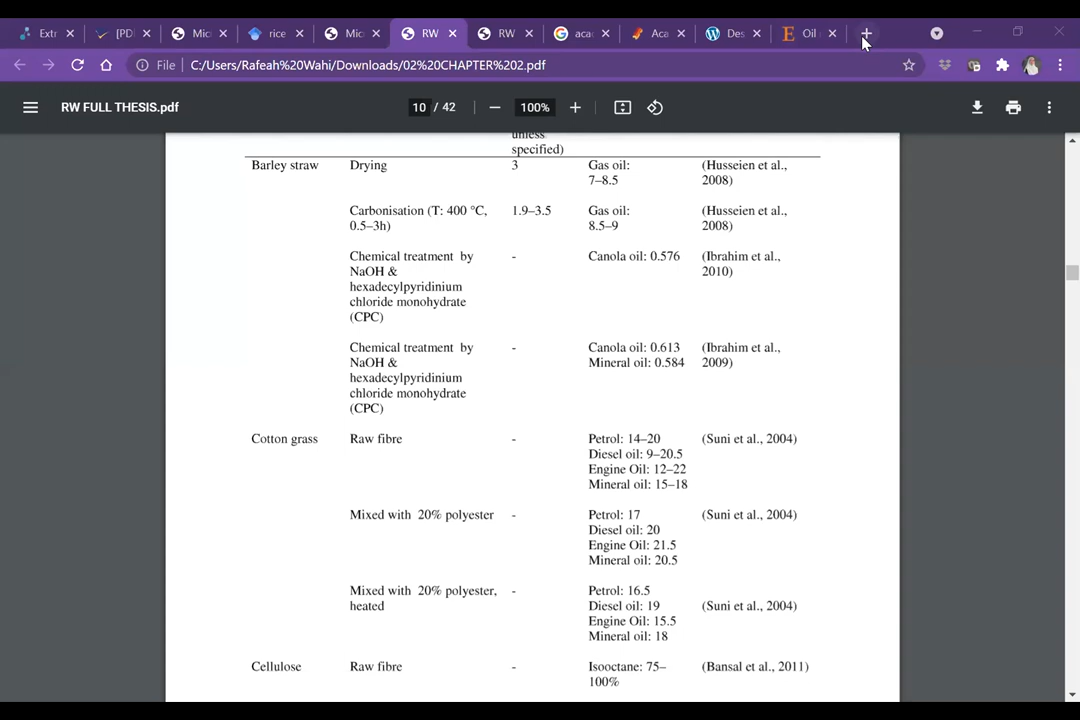 Extr
[PD
Mic
rice
Mic
RW
RW
acac
Aca
Des
Oil
File C:/Users/Rafeah%20Wahi/Downloads/02%20CHAPTER%202.pdf
RW FULL THESIS.pdf
10 / 42
100%
unless
specified)
Barley straw Drying 3 Gas oil: (Husseien et al.,
7–8.5 2008)
Carbonisation (T: 400 °C, 1.9–3.5 Gas oil: (Husseien et al.,
0.5–3h) 8.5–9 2008)
Chemical treatment by - Canola oil: 0.576 (Ibrahim et al.,
NaOH & 2010)
hexadecylpyridinium
chloride monohydrate
(CPC)
Chemical treatment by - Canola oil: 0.613 (Ibrahim et al.,
NaOH & Mineral oil: 0.584 2009)
hexadecylpyridinium
chloride monohydrate
(CPC)
Cotton grass Raw fibre - Petrol: 14–20 (Suni et al., 2004)
Diesel oil: 9–20.5
Engine Oil: 12–22
Mineral oil: 15–18
Mixed with 20% polyester - Petrol: 17 (Suni et al., 2004)
Diesel oil: 20
Engine Oil: 21.5
Mineral oil: 20.5
Mixed with 20% polyester, - Petrol: 16.5
heated Diesel oil: 19 (Suni et al., 2004)
Engine Oil: 15.5
Mineral oil: 18
Cellulose Raw fibre - Isooctane: 75– (Bansal et al., 2011)
100%